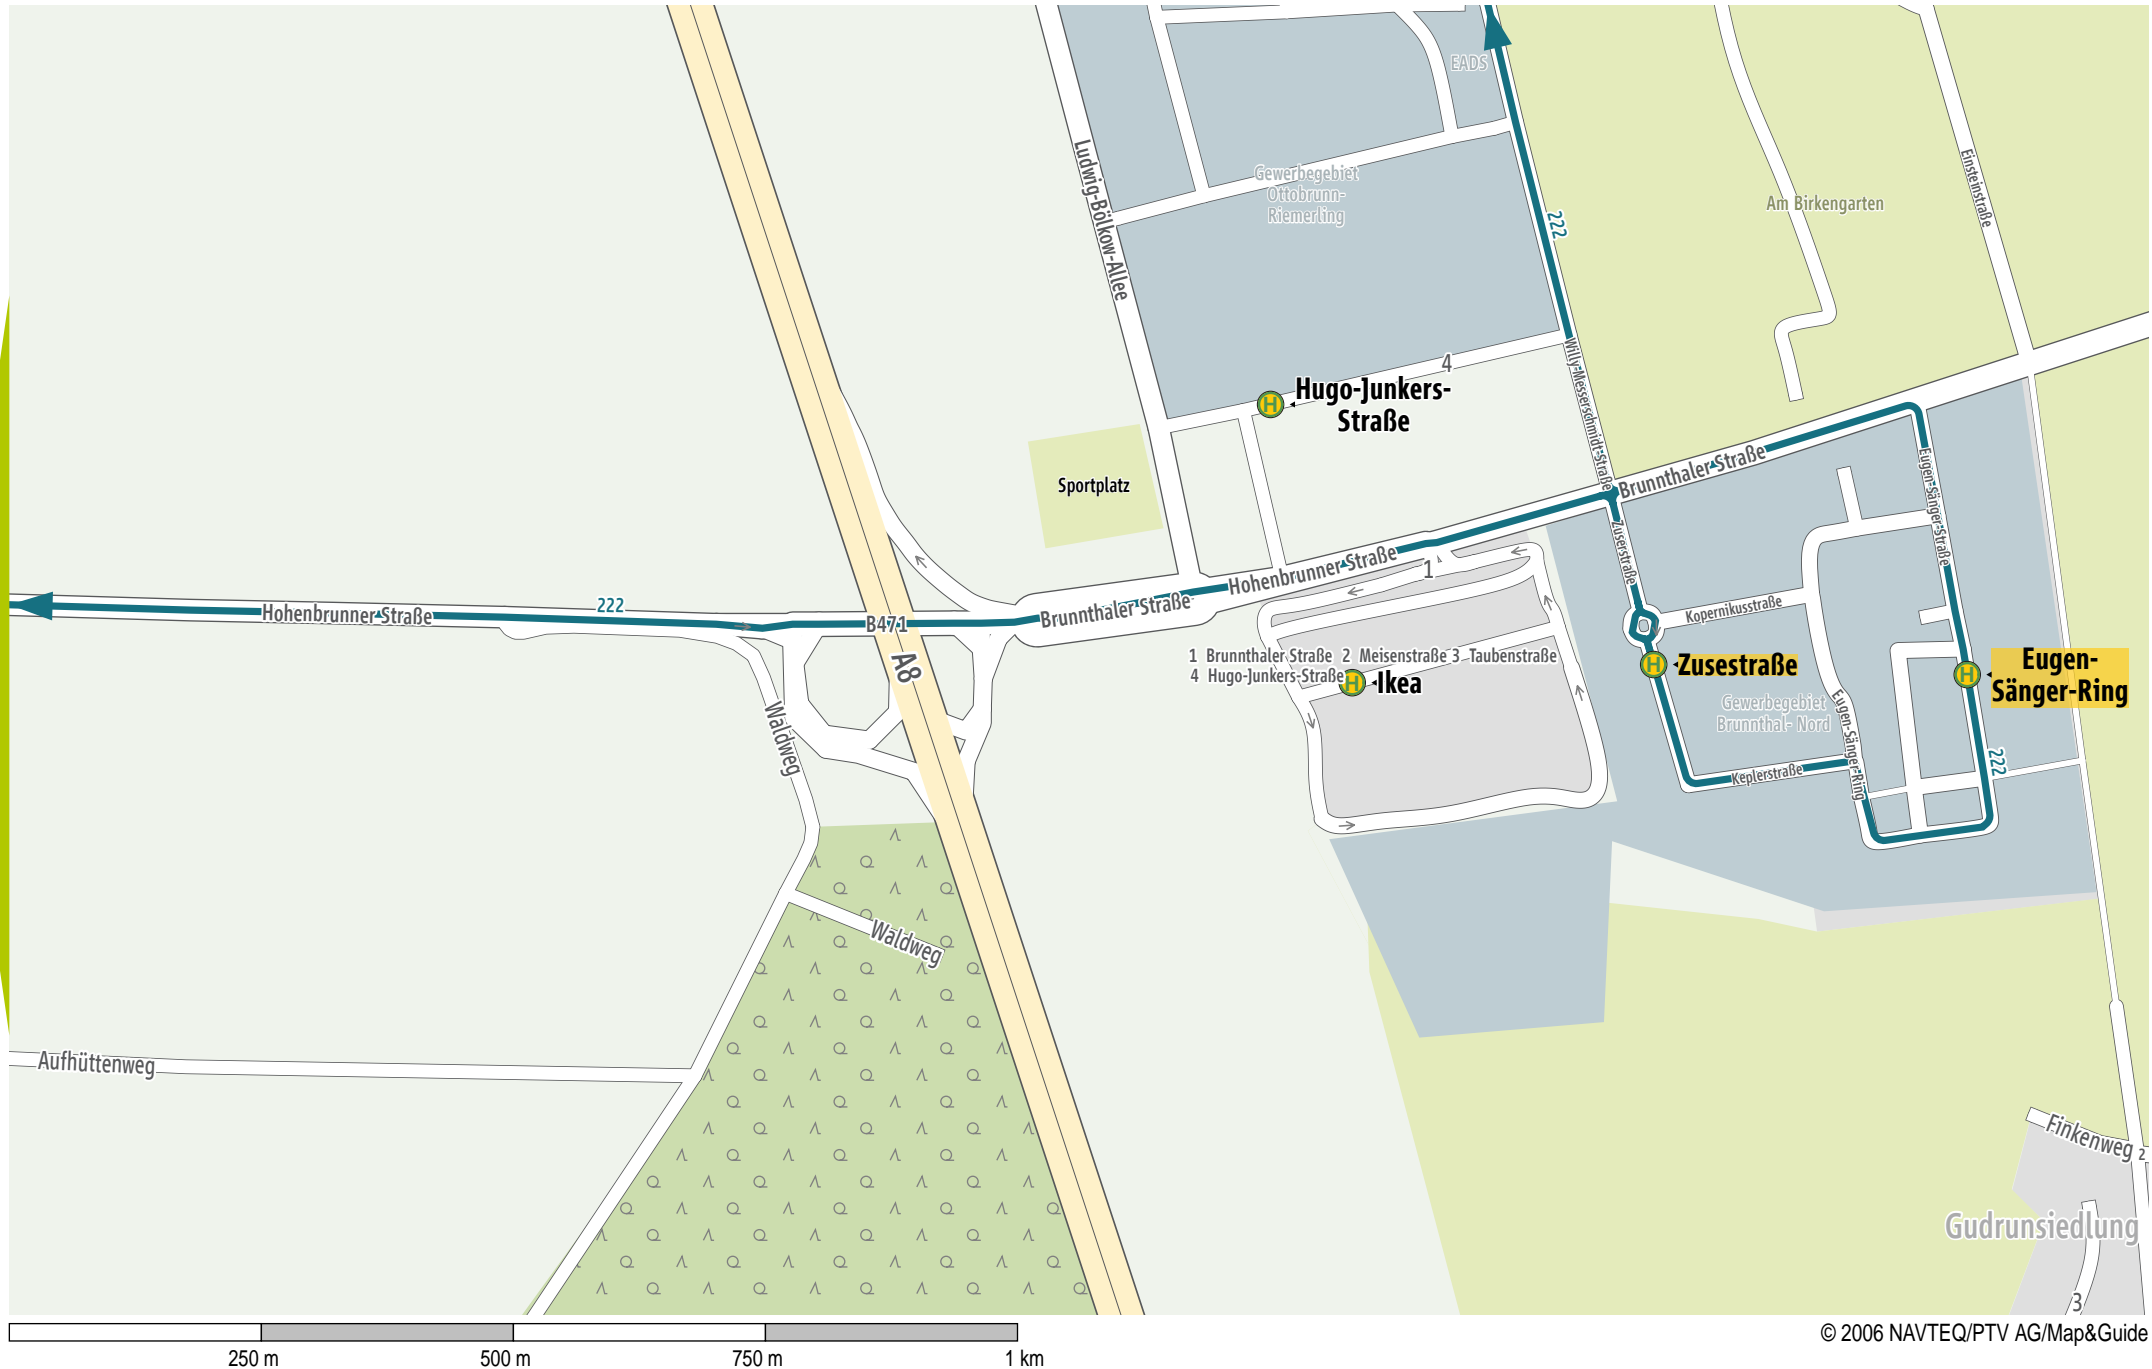 EADS
Ludwig-Bölkow-Allee
Gewerbegebiet
Ottobrunn-
Riemerling
222
Am Birkengarten
Einsteinstraße
4
Hugo-Junkers-
Straße
H
Willy-Messerschmidt-Straße
Sportplatz
Brunnthaler Straße
Eugen-Sänger-Straße
Zuserstraße
Hohenbrunner Straße
1
Hohenbrunner Straße
222
B471
Brunnthaler Straße
Kopernikusstraße
A8
1 Brunnthaler Straße 2 Meisenstraße 3 Taubenstraße
4 Hugo-Junkers-Straße
H
Ikea
H
Zusestraße
H
Eugen-
Sänger-Ring
Gewerbegebiet
Brunnthal- Nord
Eugen-Sänger-Ring
Waldweg
Keplerstraße
222
Waldweg
Aufhüttenweg
Finkenweg 2
Gudrunsiedlung
3
© 2006 NAVTEQ/PTV AG/Map&Guide
250 m
500 m
750 m
1 km